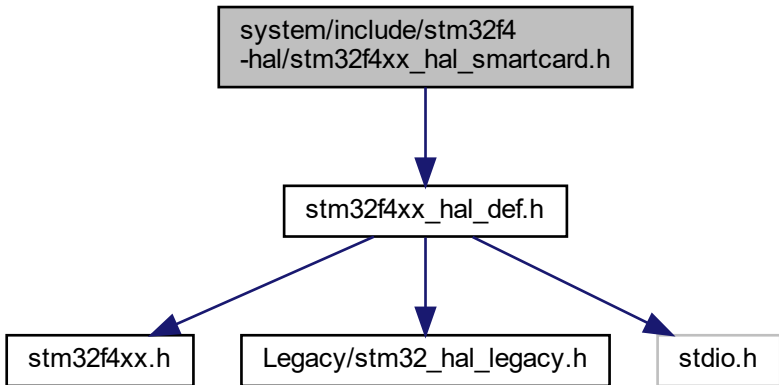 system/include/stm32f4
-hal/stm32f4xx_hal_smartcard.h
stm32f4xx_hal_def.h
stm32f4xx.h
Legacy/stm32_hal_legacy.h
stdio.h